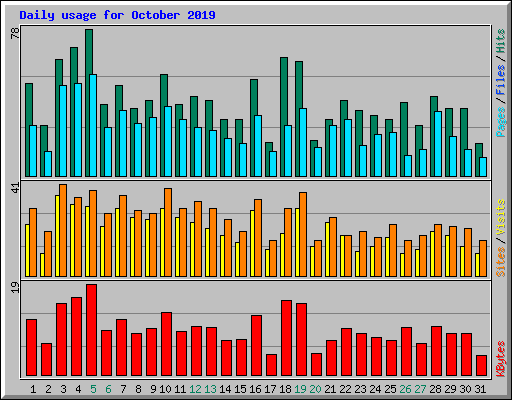 Daily usage for October 2019
78
Pages / Files / Hits
41
Sites / Visits
19
KBytes
1 2 3 4 5 6 7 8 9 10 11 12 13 14 15 16 17 18 19 20 21 22 23 24 25 26 27 28 29 30 31